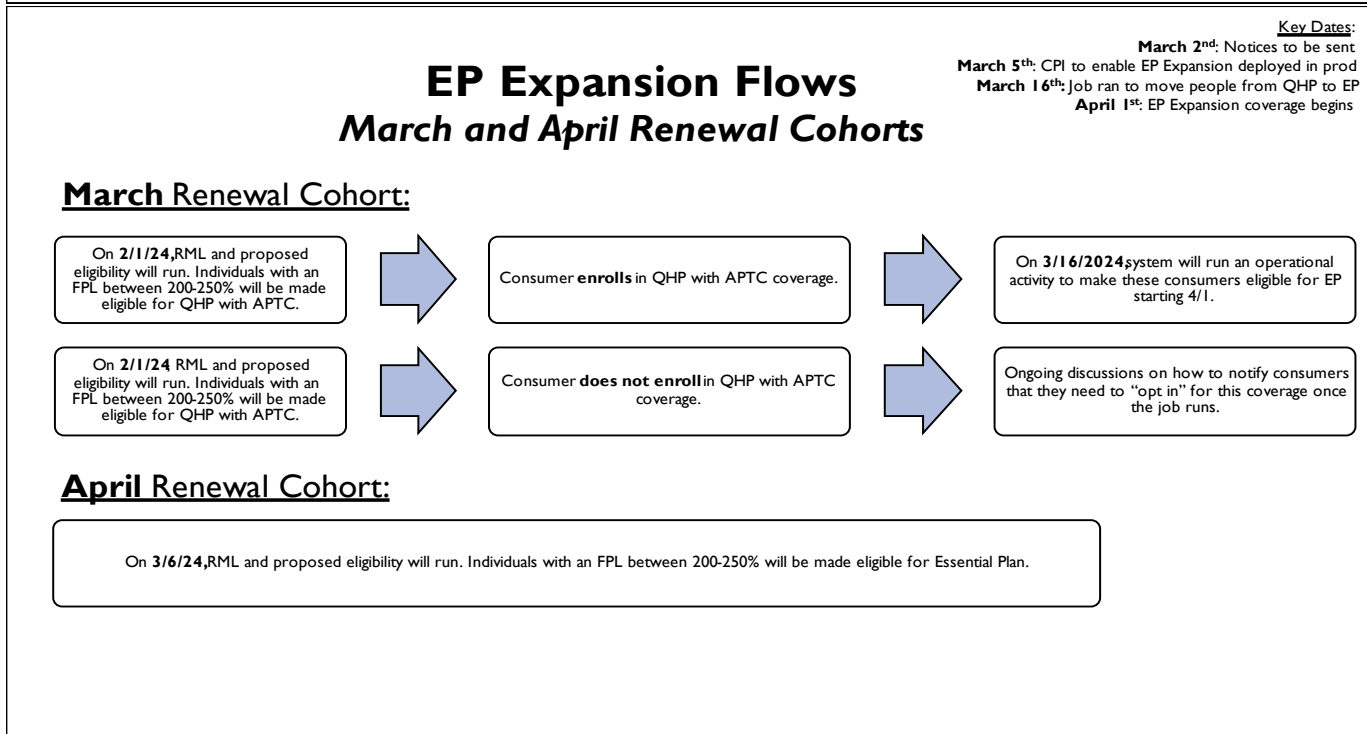 Key Dates:
March 2nd: Notices to be sent
March 5th: CPI to enable EP Expansion deployed in prod
March 16th: Job ran to move people from QHP to EP
April 1st: EP Expansion coverage begins
EP Expansion Flows
March and April Renewal Cohorts
March Renewal Cohort:
On 2/1/24, RML and proposed
eligibility will run. Individuals with an
FPL between 200-250% will be made
eligible for QHP with APTC.
Consumer enrolls in QHP with APTC coverage.
On 3/16/2024, system will run an operational
activity to make these consumers eligible for EP
starting 4/1.
On 2/1/24, RML and proposed
eligibility will run. Individuals with an
FPL between 200-250% will be made
eligible for QHP with APTC.
Consumer does not enroll in QHP with APTC
coverage.
Ongoing discussions on how to notify consumers
that they need to “opt in” for this coverage once
the job runs.
April Renewal Cohort:
On 3/6/24, RML and proposed eligibility will run. Individuals with an FPL between 200-250% will be made eligible for Essential Plan.